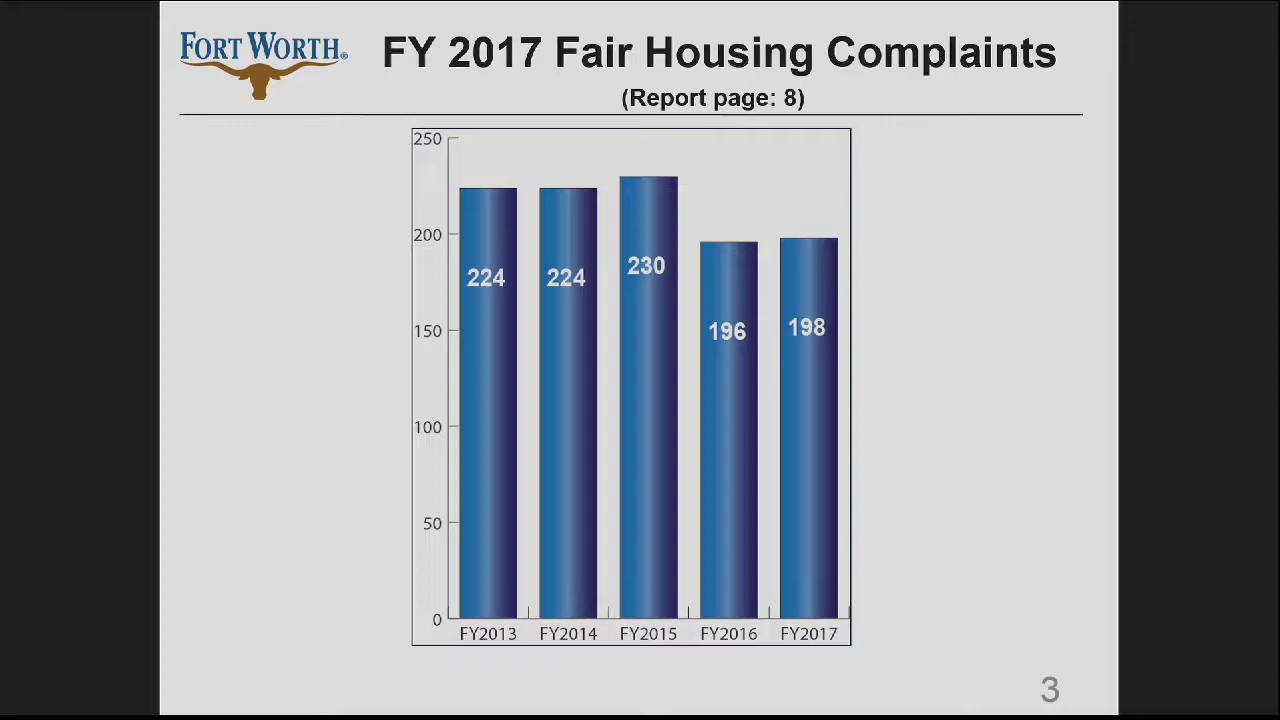 FORT WORTH®
FY 2017 Fair Housing Complaints
(Report page: 8)
250
200
150
100
50
0
224
224
230
196
198
FY2013
FY2014
FY2015
FY2016
FY2017
3